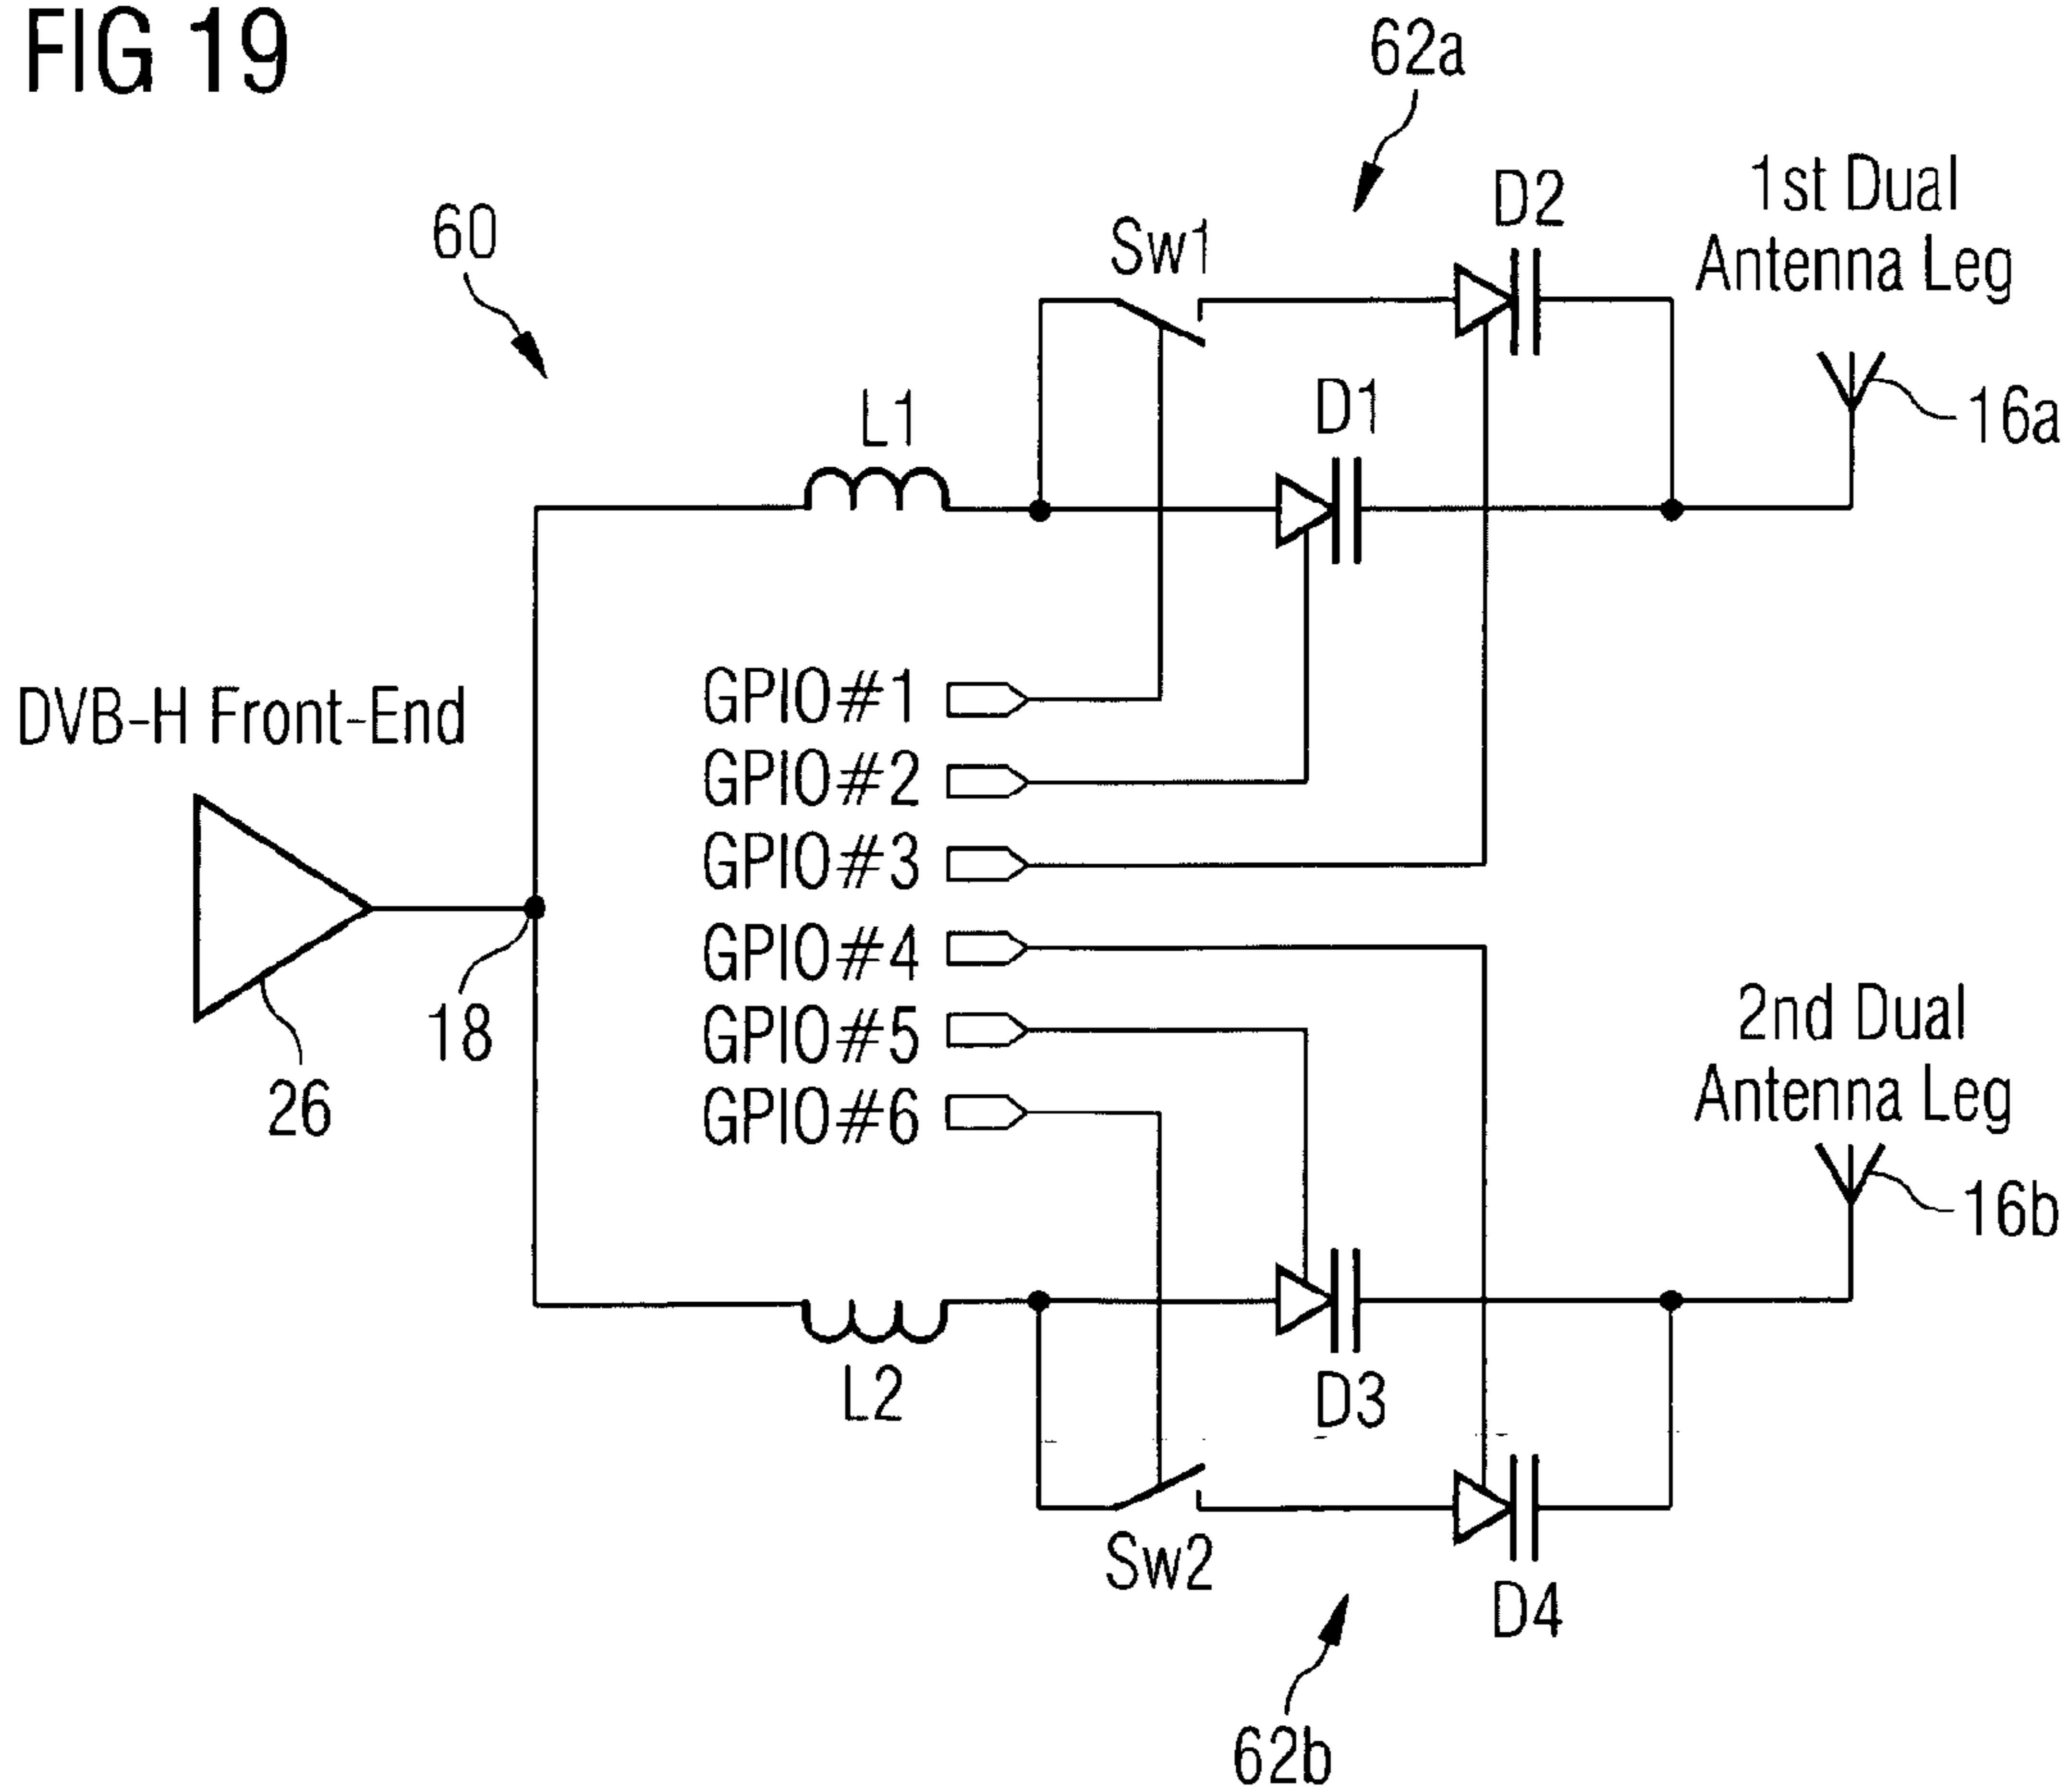 FIG 19
62a
60
Sw1
D2
1st Dual
Antenna Leg
L1
D1
16a
DVB-H Front-End
GPIO#1
GPIO#2
GPIO#3
GPIO#4
GPIO#5
GPIO#6
18
26
2nd Dual
Antenna Leg
16b
L2
D3
Sw2
D4
62b